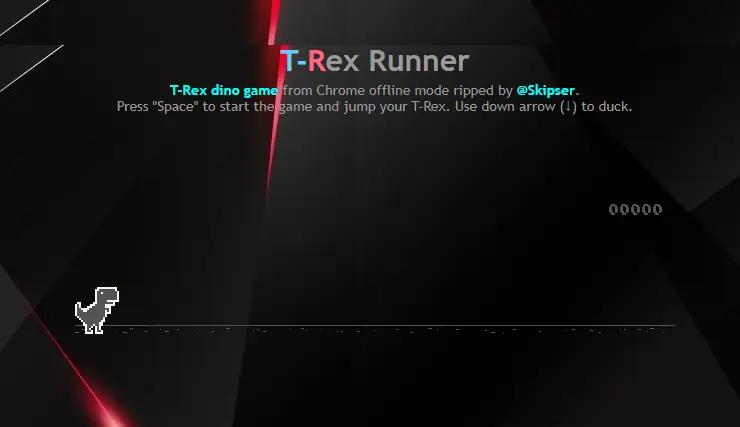 T-Rex Runner
T-Rex dino game from Chrome offline mode ripped by @Skipser.
Press "Space" to start the game and jump your T-Rex. Use down arrow (↓) to duck.
00000